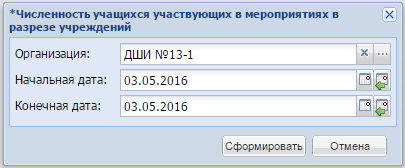 *Численность учащихся участвующих в мероприятиях в
разрезе учреждений
Организация: ДШИ №13-1
Начальная дата: 03.05.2016
Конечная дата: 03.05.2016
Сформировать Отмена